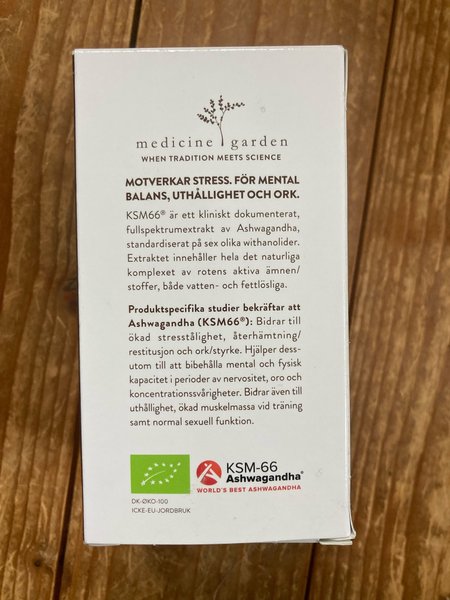 medicine garden
WHEN TRADITION MEETS SCIENCE
MOTVERKAR STRESS. FÖR MENTAL
BALANS, UTHÅLLIGHET OCH ORK.
KSM66® är ett kliniskt dokumenterat,
fullspektrumextrakt av Ashwagandha,
standardiserat på sex olika withanolider.
Extraktet innehåller hela det naturliga
komplexet av rotens aktiva ämnen/
stoffer, både vatten- och fettlösliga.
Produktspecifika studier bekräftar att
Ashwagandha (KSM66®): Bidrar till
ökad stresstålighet, återhämtning/
restitusjon och ork/styrke. Hjälper dess-
utom till att bibehålla mental och fysisk
kapacitet i perioder av nervositet, oro och
koncentrationssvårigheter. Bidrar även till
uthållighet, ökad muskelmassa vid träning
samt normal sexuell funktion.
KSM-66
Ashwagandha®
WORLD'S BEST ASHWAGANDHA
DK-ØKO-100
ICKE-EU-JORDBRUK